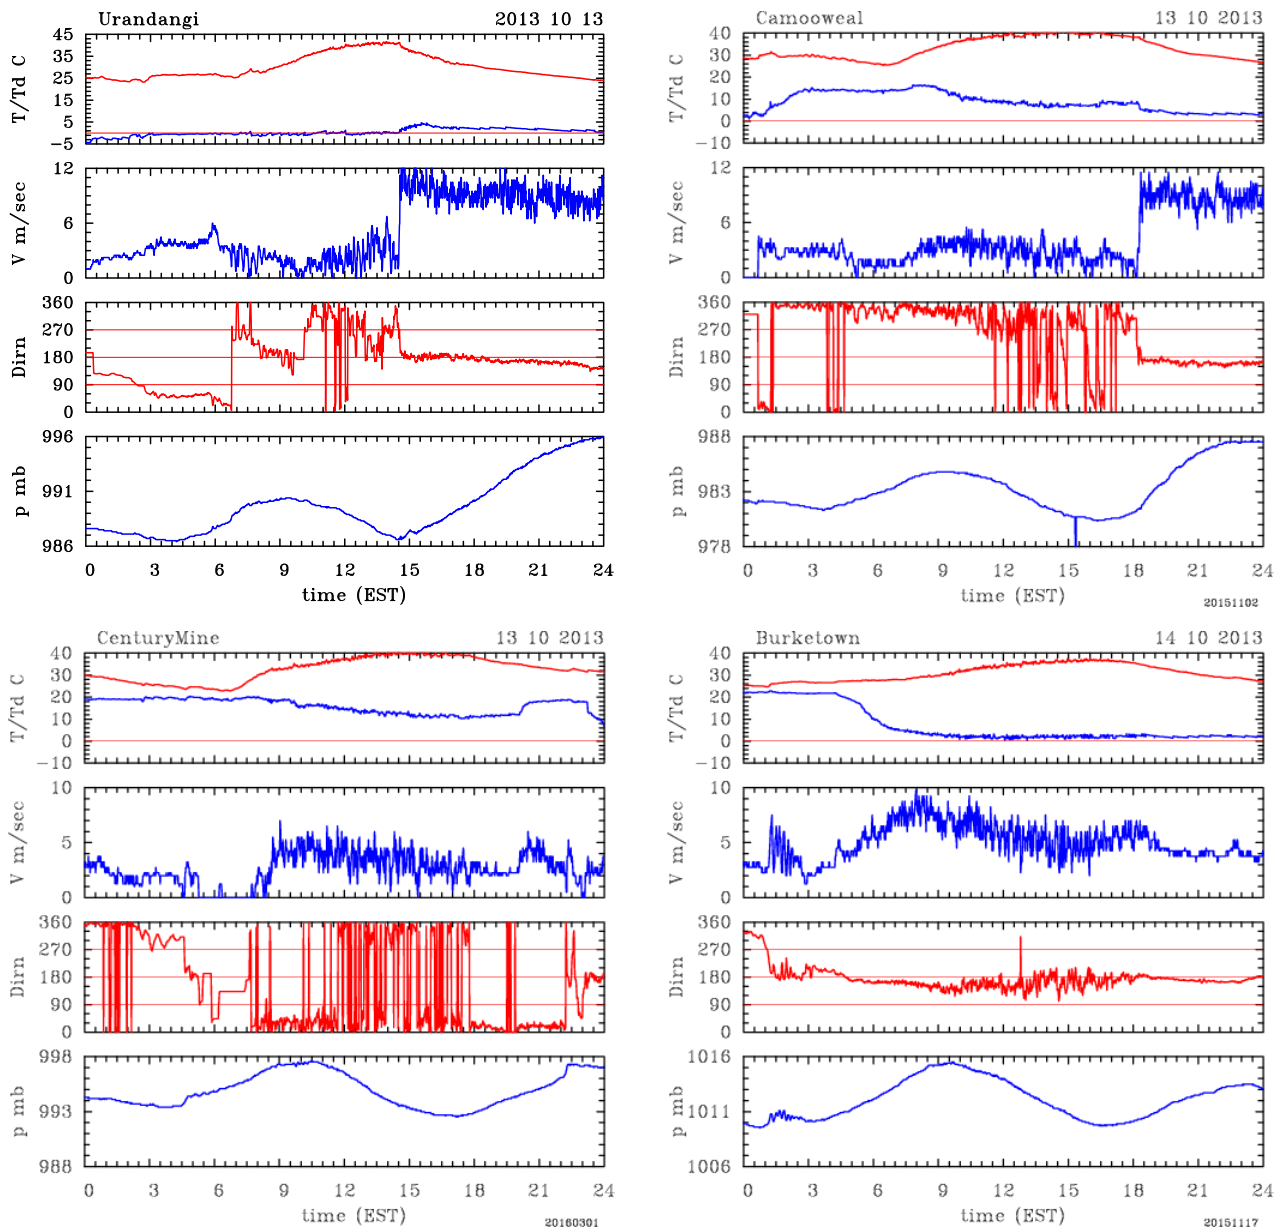 Urandangi 2013 10 13
T/Td C
45
35
25
15
5
−5
V m/sec
12
6
0
Dirn
360
270
180
90
0
p mb
996
991
986
0 3 6 9 12 15 18 21 24
time (EST)
Camooweal 13 10 2013
T/Td C
40
30
20
10
0
−10
V m/sec
12
6
0
Dirn
360
270
180
90
0
p mb
988
983
978
0 3 6 9 12 15 18 21 24
time (EST)
20151102
CenturyMine 13 10 2013
T/Td C
40
30
20
10
0
−10
V m/sec
10
5
0
Dirn
360
270
180
90
0
p mb
998
993
988
0 3 6 9 12 15 18 21 24
time (EST)
20160301
Burketown 14 10 2013
T/Td C
40
30
20
10
0
−10
V m/sec
10
5
0
Dirn
360
270
180
90
0
p mb
1016
1011
1006
0 3 6 9 12 15 18 21 24
time (EST)
20151117